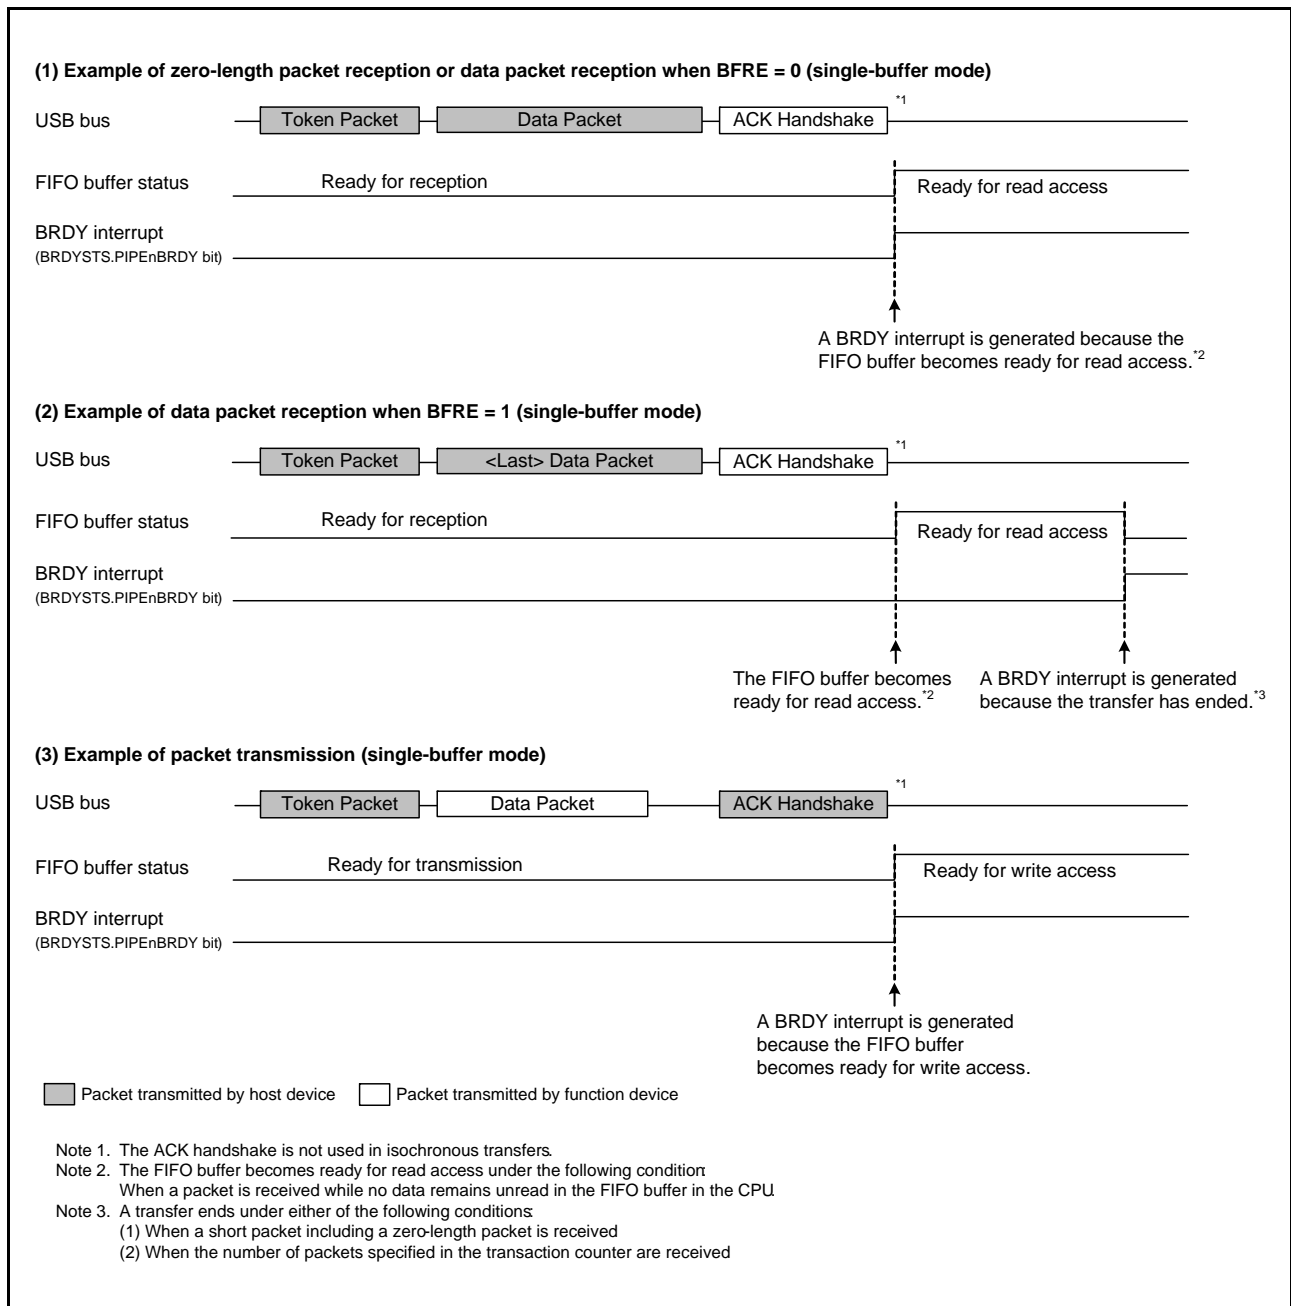 (1) Example of zero-length packet reception or data packet reception when BFRE = 0 (single-buffer mode)
USB bus
Token Packet
Data Packet
ACK Handshake
*1
FIFO buffer status
Ready for reception
Ready for read access
BRDY interrupt
(BRDYSTS.PIPEnBRDY bit)
A BRDY interrupt is generated because the
FIFO buffer becomes ready for read access.*2
(2) Example of data packet reception when BFRE = 1 (single-buffer mode)
USB bus
Token Packet
<Last> Data Packet
ACK Handshake
*1
FIFO buffer status
Ready for reception
Ready for read access
BRDY interrupt
(BRDYSTS.PIPEnBRDY bit)
The FIFO buffer becomes
ready for read access.*2
A BRDY interrupt is generated
because the transfer has ended.*3
(3) Example of packet transmission (single-buffer mode)
USB bus
Token Packet
Data Packet
ACK Handshake
*1
FIFO buffer status
Ready for transmission
Ready for write access
BRDY interrupt
(BRDYSTS.PIPEnBRDY bit)
A BRDY interrupt is generated
because the FIFO buffer
becomes ready for write access.
Packet transmitted by host device
Packet transmitted by function device
Note 1. The ACK handshake is not used in isochronous transfers.
Note 2. The FIFO buffer becomes ready for read access under the following condition:
When a packet is received while no data remains unread in the FIFO buffer in the CPU.
Note 3. A transfer ends under either of the following conditions:
(1) When a short packet including a zero-length packet is received
(2) When the number of packets specified in the transaction counter are received